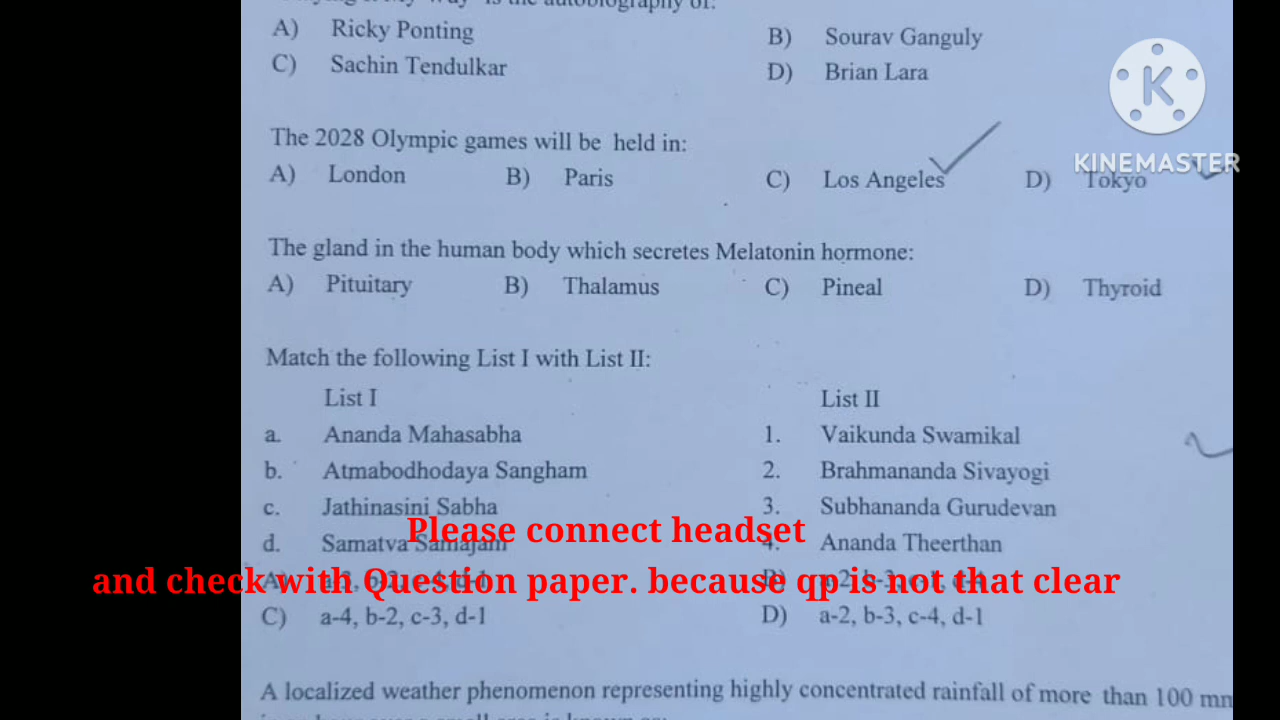 is the autobiography of:
A) Ricky Ponting B) Sourav Ganguly
C) Sachin Tendulkar D) Brian Lara
K
KINEMASTER
The 2028 Olympic games will be held in:
A) London B) Paris C) Los Angeles D) Tokyo
The gland in the human body which secretes Melatonin hormone:
A) Pituitary B) Thalamus C) Pineal D) Thyroid
Match the following List I with List II:
List I List II
a. Ananda Mahasabha 1. Vaikunda Swamikal
b. Atmabodhodaya Sangham 2. Brahmananda Sivayogi
c. Jathinasini Sabha 3. Subhananda Gurudevan
Please connect headset
d. Samatva Samajam 4. Ananda Theerthan
and check with Question paper. because qp is not that clear
C) a-4, b-2, c-3, d-1 D) a-2, b-3, c-4, d-1
A localized weather phenomenon representing highly concentrated rainfall of more than 100 mm